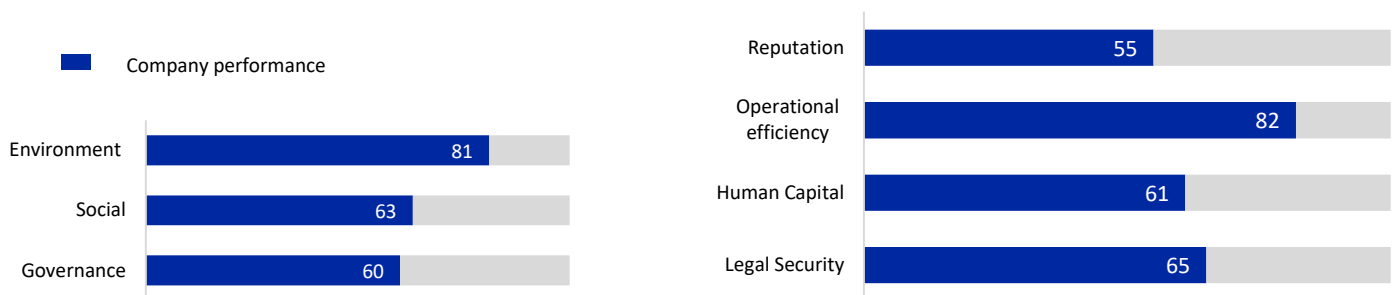 Company performance
Environment 81
Social 63
Governance 60
Reputation 55
Operational
efficiency 82
Human Capital 61
Legal Security 65